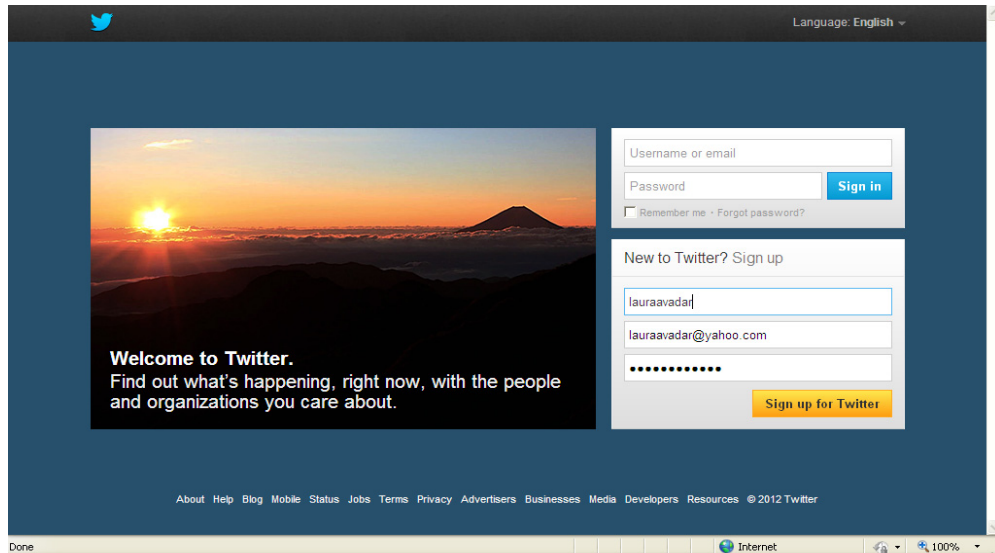 Language: English
Username or email
Password
Sign in
Remember me · Forgot password?
New to Twitter? Sign up
lauraavadar
lauraavadar@yahoo.com
••••••••••••
Sign up for Twitter
Welcome to Twitter.
Find out what's happening, right now, with the people
and organizations you care about.
About Help Blog Mobile Status Jobs Terms Privacy Advertisers Businesses Media Developers Resources © 2012 Twitter
Done
Internet
100%